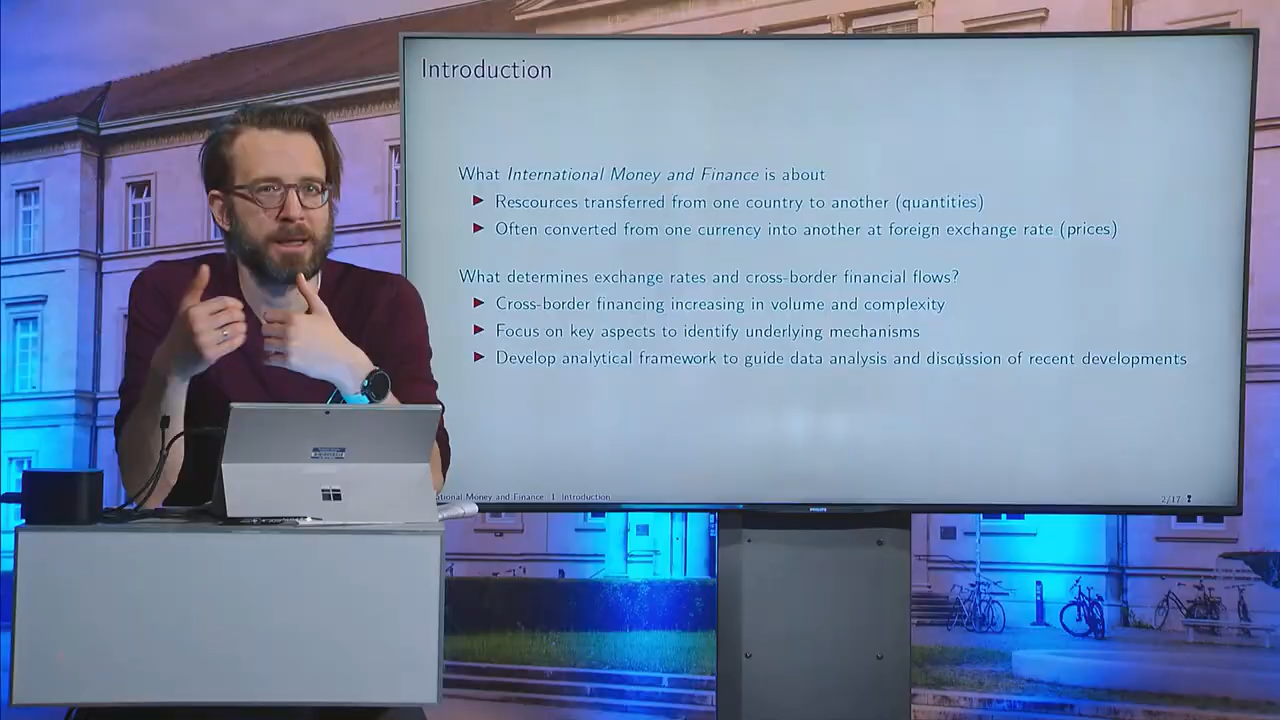 Introduction
What International Money and Finance is about
Rescources transferred from one country to another (quantities)
Often converted from one currency into another at foreign exchange rate (prices)
What determines exchange rates and cross-border financial flows?
Cross-border financing increasing in volume and complexity
Focus on key aspects to identify underlying mechanisms
Develop analytical framework to guide data analysis and discussion of recent developments
ational Money and Finance 1 Introduction
2/17
PHILIPS